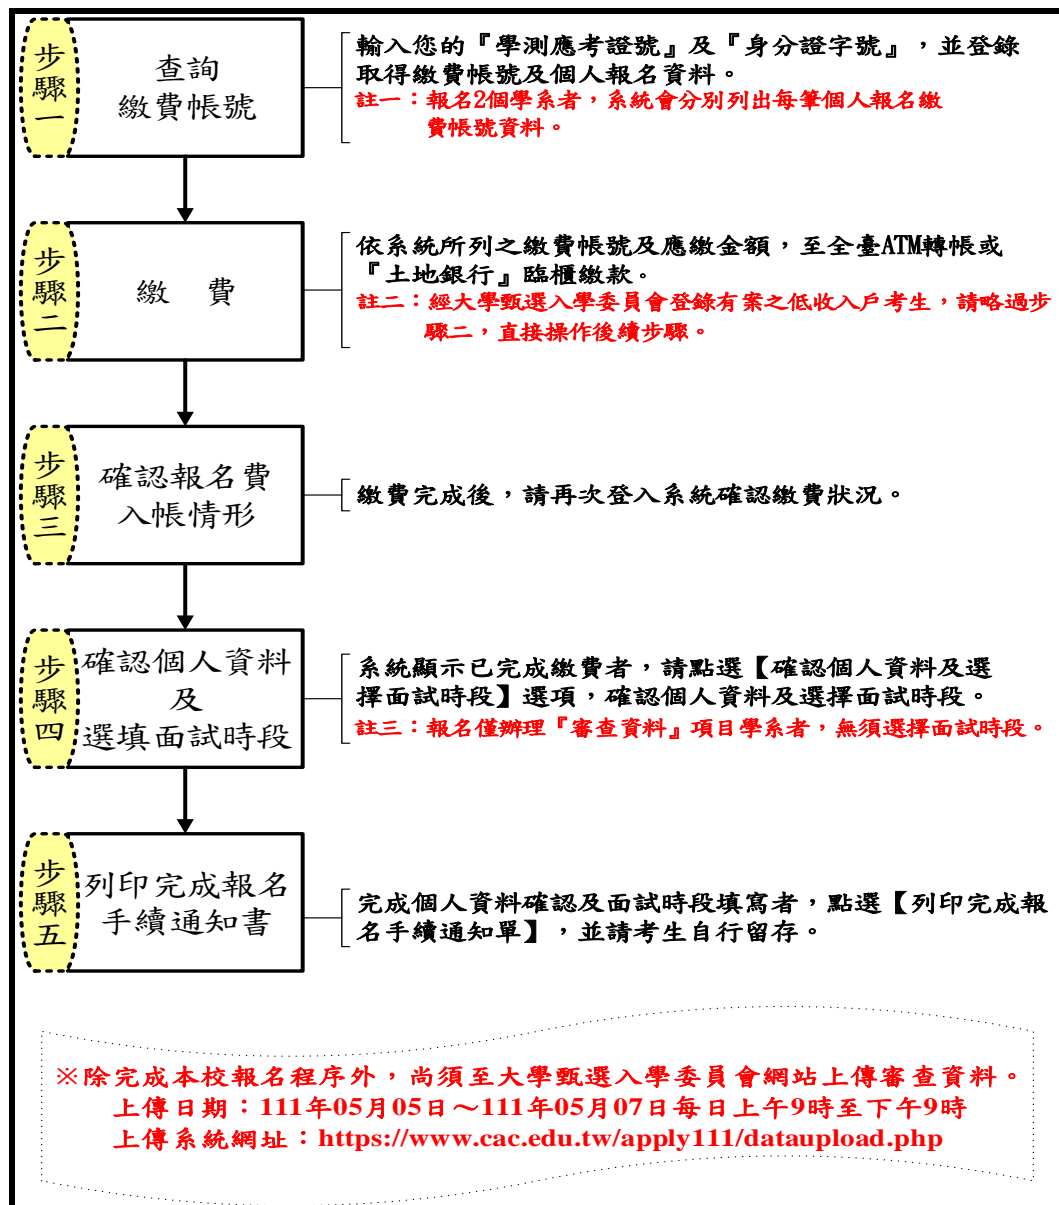 步驟一
查詢
繳費帳號
輸入您的『學測應考證號』及『身分證字號』，並登錄
取得繳費帳號及個人報名資料。
註一：報名2個學系者，系統會分別列出每筆個人報名繳
費帳號資料。
步驟二
繳　費
依系統所列之繳費帳號及應繳金額，至全臺ATM轉帳或
『土地銀行』臨櫃繳款。
註二：經大學甄選入學委員會登錄有案之低收入戶考生，請略過步
驟二，直接操作後續步驟。
步驟三
確認報名費
入帳情形
繳費完成後，請再次登入系統確認繳費狀況。
步驟四
確認個人資料
及
選填面試時段
系統顯示已完成繳費者，請點選【確認個人資料及選
擇面試時段】選項，確認個人資料及選擇面試時段。
註三：報名僅辦理『審查資料』項目學系者，無須選擇面試時段。
步驟五
列印完成報名
手續通知書
完成個人資料確認及面試時段填寫者，點選【列印完成報
名手續通知單】，並請考生自行留存。
※除完成本校報名程序外，尚須至大學甄選入學委員會網站上傳審查資料。
上傳日期：111年05月05日～111年05月07日每日上午9時至下午9時
上傳系統網址：https://www.cac.edu.tw/apply111/dataupload.php